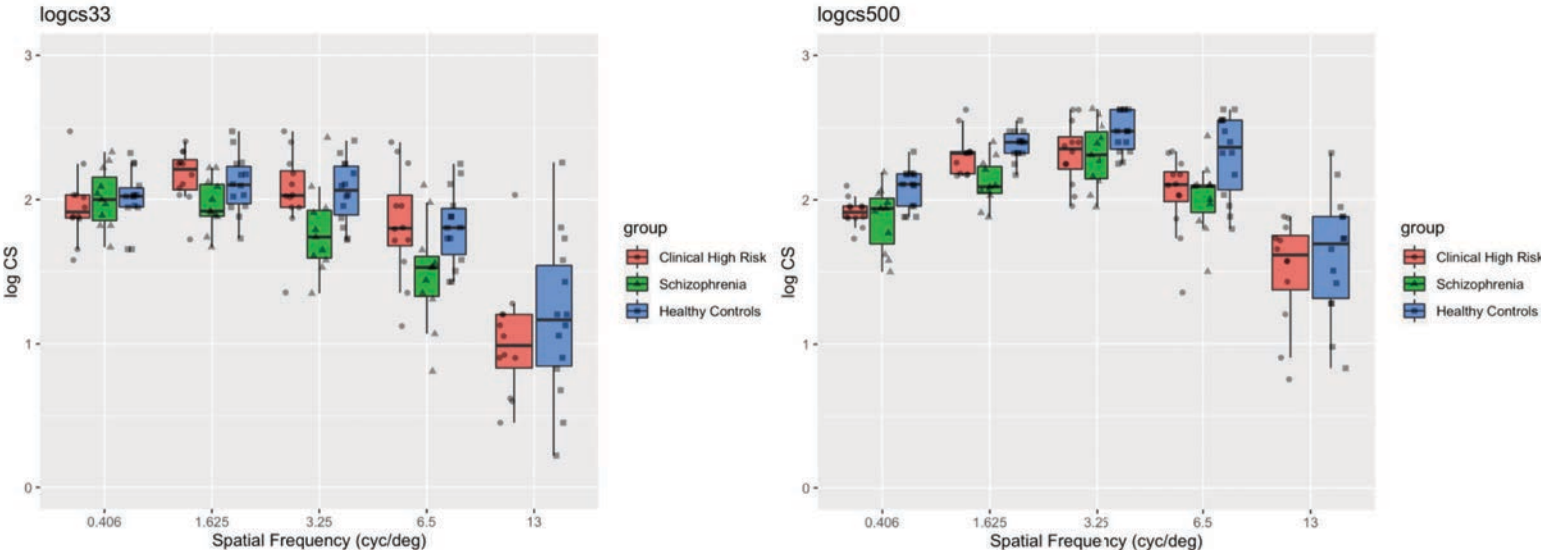 logcs33
3
2
1
0
log CS
0.406 1.625 3.25 6.5 13
Spatial Frequency (cyc/deg)
group
Clinical High Risk
Schizophrenia
Healthy Controls
logcs500
3
2
1
0
log CS
0.406 1.625 3.25 6.5 13
Spatial Frequency (cyc/deg)
group
Clinical High Risk
Schizophrenia
Healthy Controls